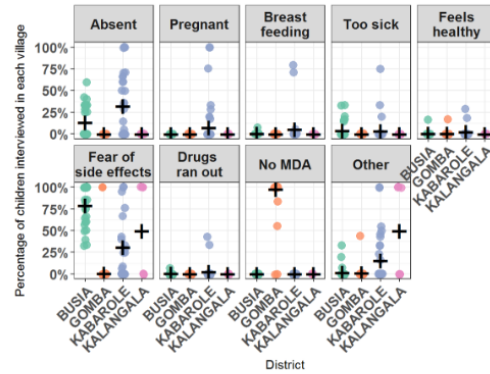 Absent
Pregnant
Breast
feeding
Too sick
Feels
healthy
100%
75%
50%
25%
0%
BUSIA
GOMBA
KABAROLE
KALANGALA
Fear of
side effects
Drugs
ran out
No MDA
Other
100%
75%
50%
25%
0%
BUSIA
GOMBA
KABAROLE
KALANGALA
BUSIA
GOMBA
KABAROLE
KALANGALA
BUSIA
GOMBA
KABAROLE
KALANGALA
BUSIA
GOMBA
KABAROLE
KALANGALA
District
Percentage of children interviewed in each village